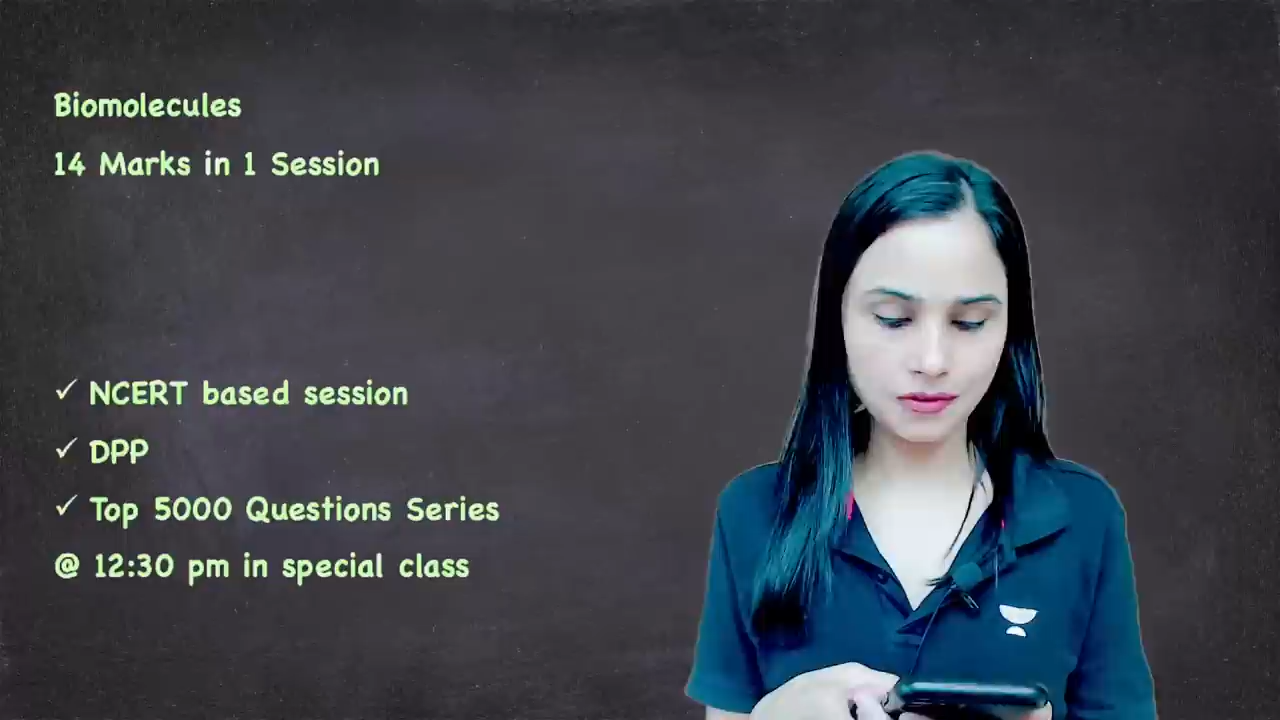 Biomolecules
14 Marks in 1 Session
✓ NCERT based session
✓ DPP
✓ Top 5000 Questions Series
@ 12:30 pm in special class